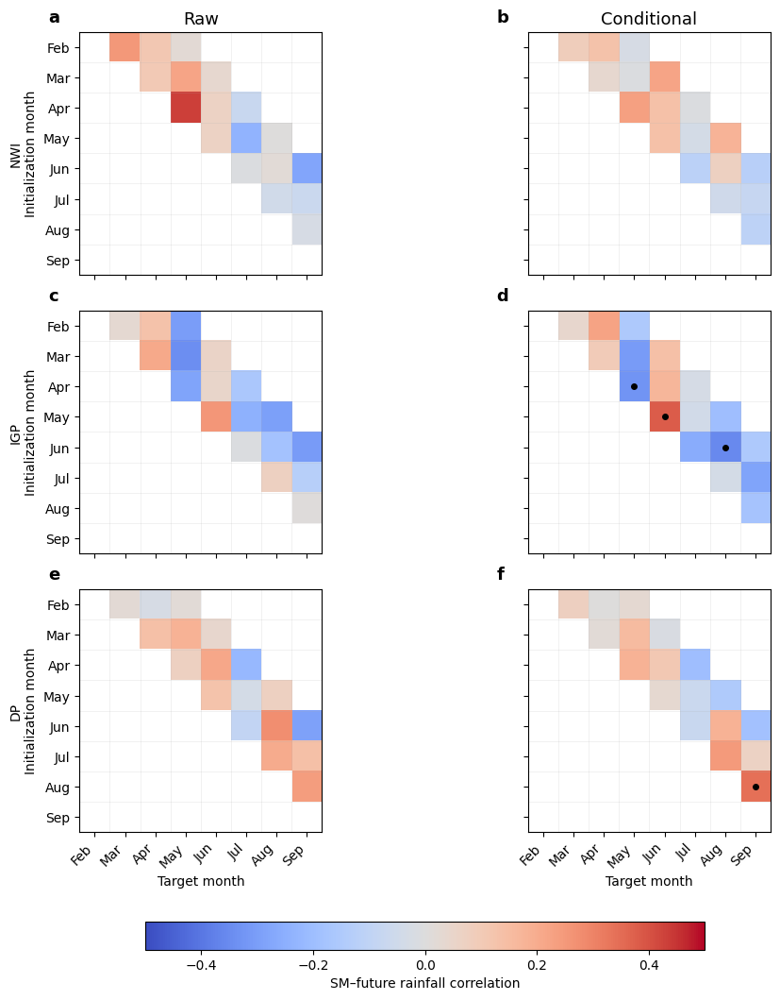 a Raw b Conditional
Feb
Mar
Apr
May
Jun
Jul
Aug
Sep
NWI
Initialization month
c d
Feb
Mar
Apr
May
Jun
Jul
Aug
Sep
IGP
Initialization month
e f
Feb
Mar
Apr
May
Jun
Jul
Aug
Sep
DP
Initialization month
Feb Mar Apr May Jun Jul Aug Sep Feb Mar Apr May Jun Jul Aug Sep
Target month Target month
−0.4 −0.2 0.0 0.2 0.4
SM–future rainfall correlation